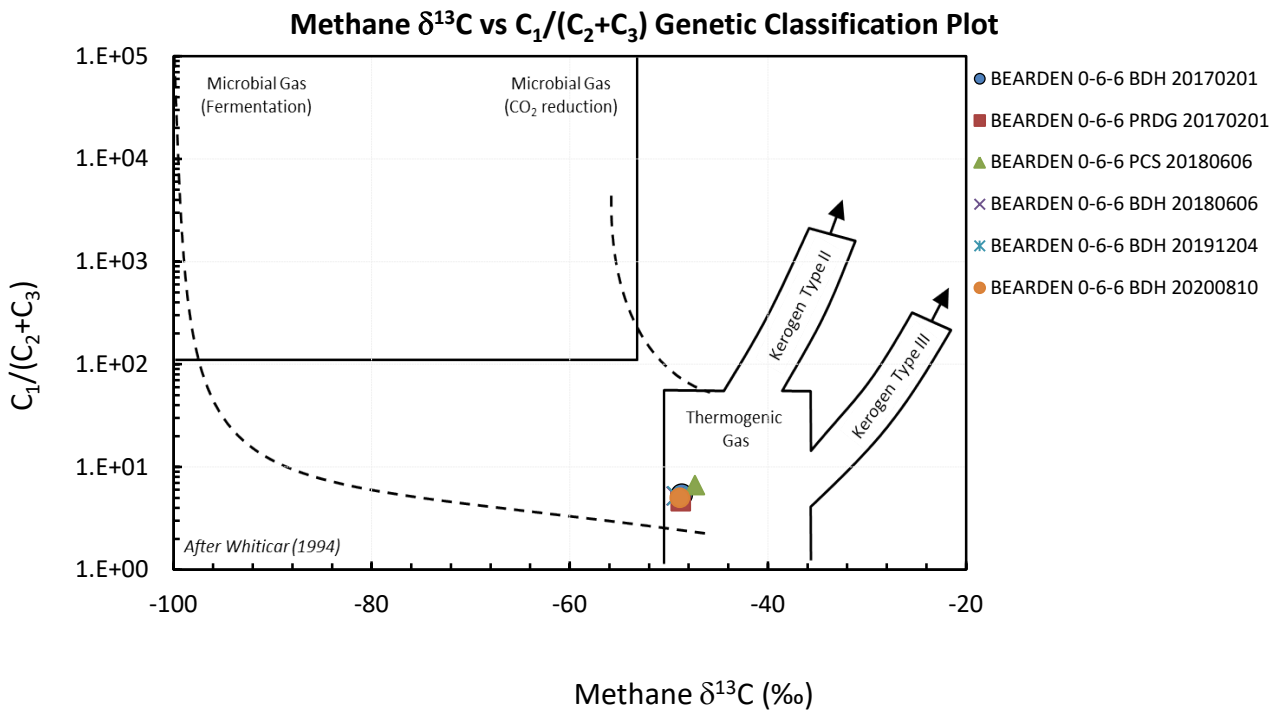 Methane δ¹³C vs C₁/(C₂+C₃) Genetic Classification Plot
C₁/(C₂+C₃)
1.E+05
1.E+04
1.E+03
1.E+02
1.E+01
1.E+00
Microbial Gas
(Fermentation)
Microbial Gas
(CO₂ reduction)
Kerogen Type II
Kerogen Type III
Thermogenic
Gas
After Whiticar (1994)
-100
-80
-60
-40
-20
Methane δ¹³C (‰)
BEARDEN 0-6-6 BDH 20170201
BEARDEN 0-6-6 PRDG 20170201
BEARDEN 0-6-6 PCS 20180606
BEARDEN 0-6-6 BDH 20180606
BEARDEN 0-6-6 BDH 20191204
BEARDEN 0-6-6 BDH 20200810